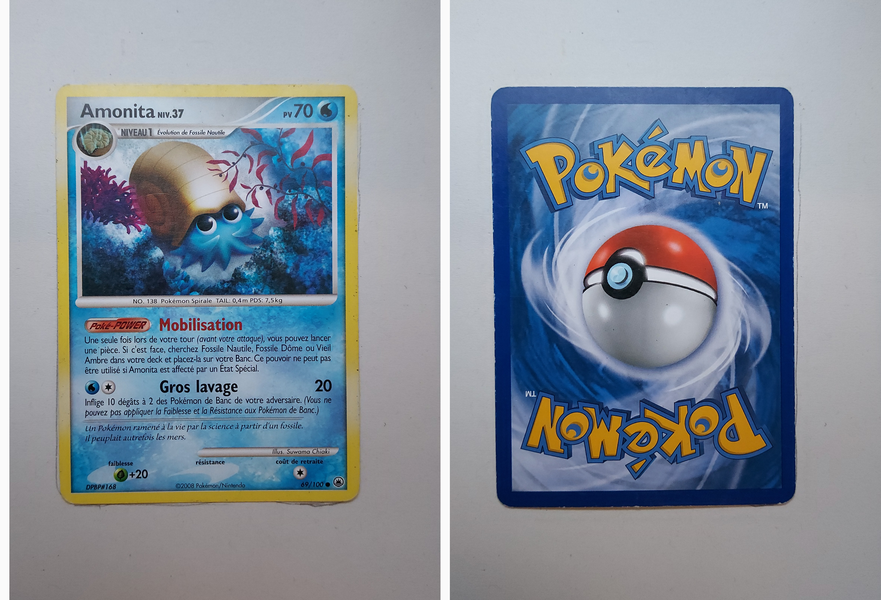 Amonita NIV.37
PV 70
NIVEAU 1 Évolution de Fossile Nautile
NO. 138 Pokémon Spirale TAIL. 0,4m PDS: 7,5kg
Poké-POWER Mobilisation
Une seule fois lors de votre tour (avant votre attaque), vous pouvez lancer
une pièce. Si c'est face, cherchez Fossile Nautile, Fossile Dôme ou Vieil
Ambre dans votre deck et placez-la sur votre Banc. Ce pouvoir ne peut pas
être utilisé si Amonita est affecté par un État Spécial.
Gros lavage 20
Inflige 10 dégâts à 2 des Pokémon de Banc de votre adversaire. (Vous ne
pouvez pas appliquer la Faiblesse et la Résistance aux Pokémon de Banc.)
Un Pokémon ramené à la vie par la science à partir d'un fossile.
Il peuplait autrefois les mers.
Illus. Suwama Chiaki
faiblesse résistance coût de retraite
+20
DPBP#168 ©2008 Pokémon/Nintendo 69/100
POKÉMON
TM
TM
POKÉMON